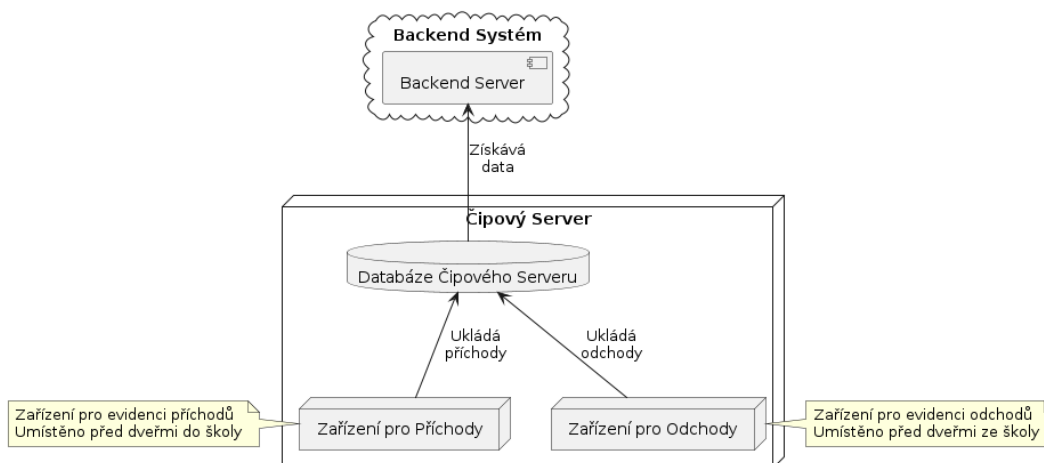 Backend Systém
Backend Server
Získává
data
Čipový Server
Databáze Čipového Serveru
Ukládá
příchody
Ukládá
odchody
Zařízení pro evidenci příchodů
Umístěno před dveřmi do školy
Zařízení pro Příchody
Zařízení pro Odchody
Zařízení pro evidenci odchodů
Umístěno před dveřmi ze školy